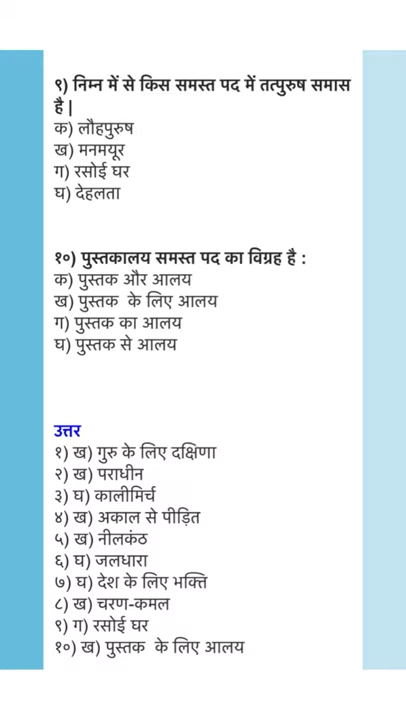 ९) निम्न में से किस समस्त पद में तत्पुरुष समास
है |
क) लौहपुरुष
ख) मनमयूर
ग) रसोई घर
घ) देहलता
१०) पुस्तकालय समस्त पद का विग्रह है :
क) पुस्तक और आलय
ख) पुस्तक के लिए आलय
ग) पुस्तक का आलय
घ) पुस्तक से आलय
उत्तर
१) ख) गुरु के लिए दक्षिणा
२) ख) पराधीन
३) घ) कालीमिर्च
४) ख) अकाल से पीड़ित
५) ख) नीलकंठ
६) घ) जलधारा
७) घ) देश के लिए भक्ति
८) ख) चरण-कमल
९) ग) रसोई घर
१०) ख) पुस्तक के लिए आलय